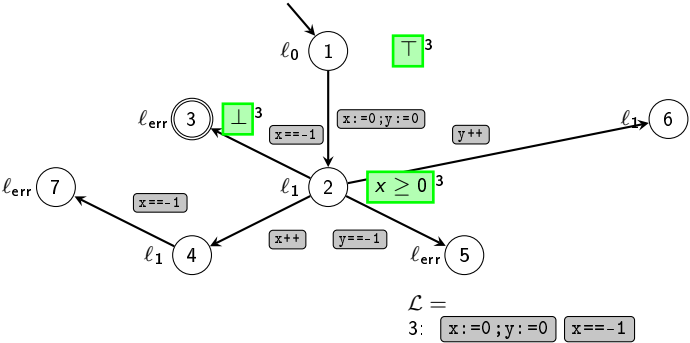 ℓ₀ 1 ⊤ 3
x:=0;y:=0
ℓerr 3 ⊥ 3 x==-1 y++ ℓ₁ 6
ℓerr 7 x==-1 ℓ₁ 2 x ≥ 0 3
ℓ₁ 4 x++ y==-1 ℓerr 5
ℒ =
3: x:=0;y:=0 x==-1